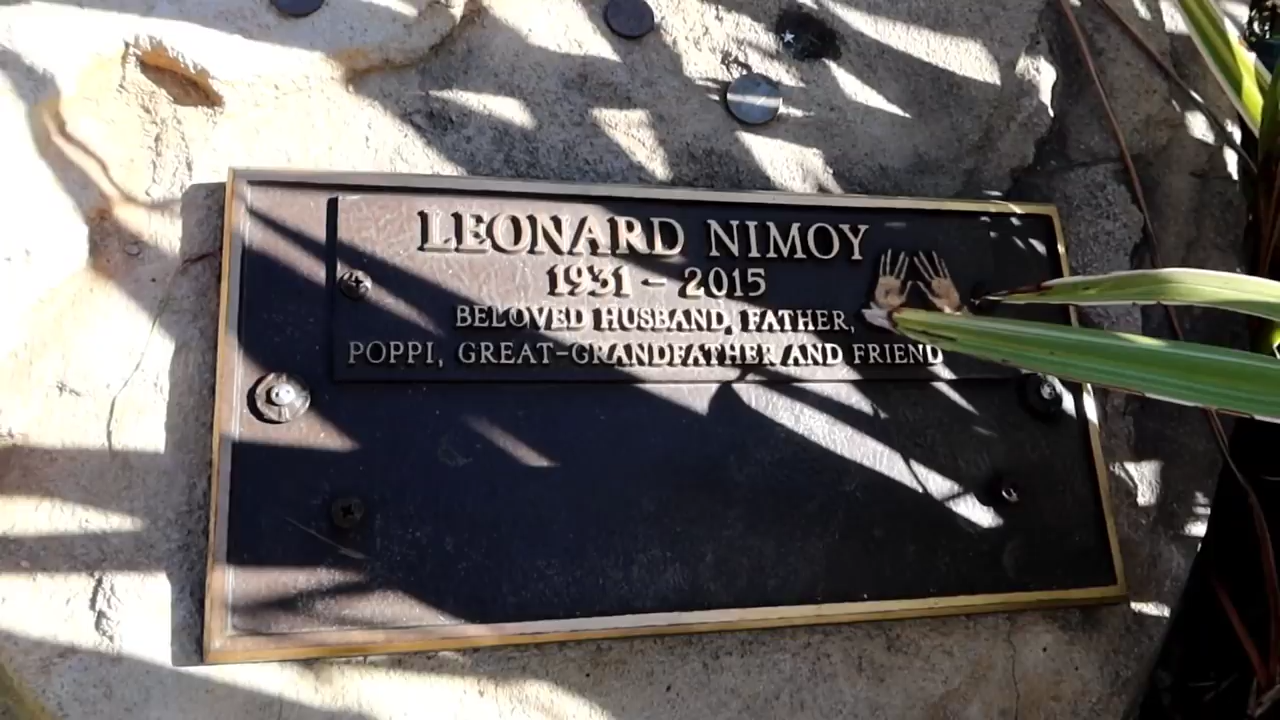 LEONARD NIMOY
1931 – 2015
BELOVED HUSBAND, FATHER,
POPPI, GREAT-GRANDFATHER AND FRIEND